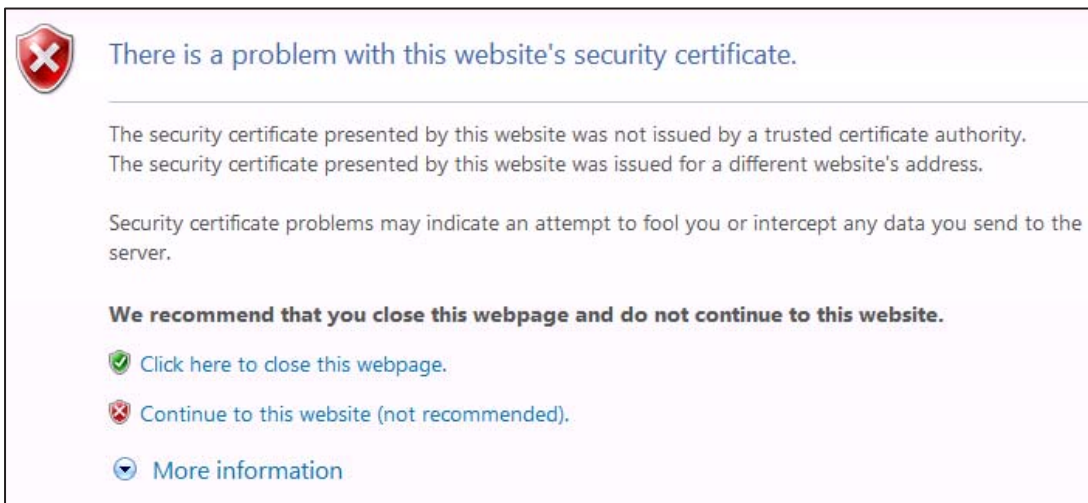 There is a problem with this website's security certificate.
The security certificate presented by this website was not issued by a trusted certificate authority.
The security certificate presented by this website was issued for a different website's address.
Security certificate problems may indicate an attempt to fool you or intercept any data you send to the
server.
We recommend that you close this webpage and do not continue to this website.
Click here to close this webpage.
Continue to this website (not recommended).
More information